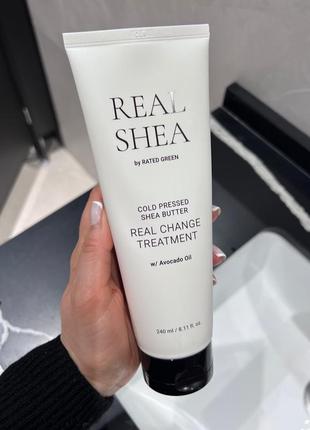 REAL
SHEA
by RATED GREEN
COLD PRESSED
SHEA BUTTER
REAL CHANGE
TREATMENT
w/ Avocado Oil
240 ml / 8.11 fl. oz.